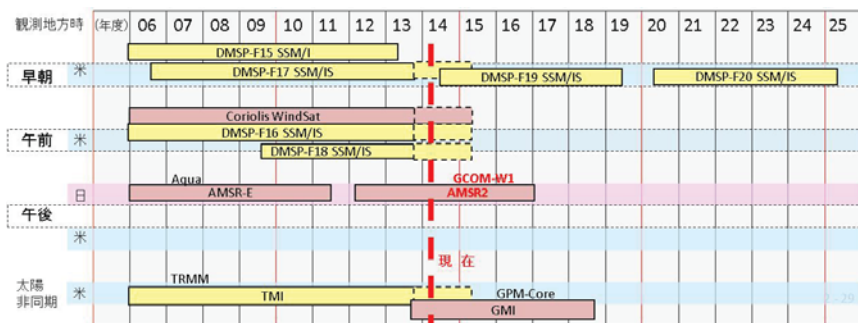 観測地方時 (年度) 06 07 08 09 10 11 12 13 14 15 16 17 18 19 20 21 22 23 24 25
DMSP-F15 SSM/I
早朝 米 DMSP-F17 SSM/IS DMSP-F19 SSM/IS DMSP-F20 SSM/IS
Coriolis WindSat
午前 米 DMSP-F16 SSM/IS
DMSP-F18 SSM/IS
Aqua GCOM-W1
日 AMSR-E AMSR2
午後
米
現在
TRMM
太陽
非同期 米 TMI GPM-Core
GMI